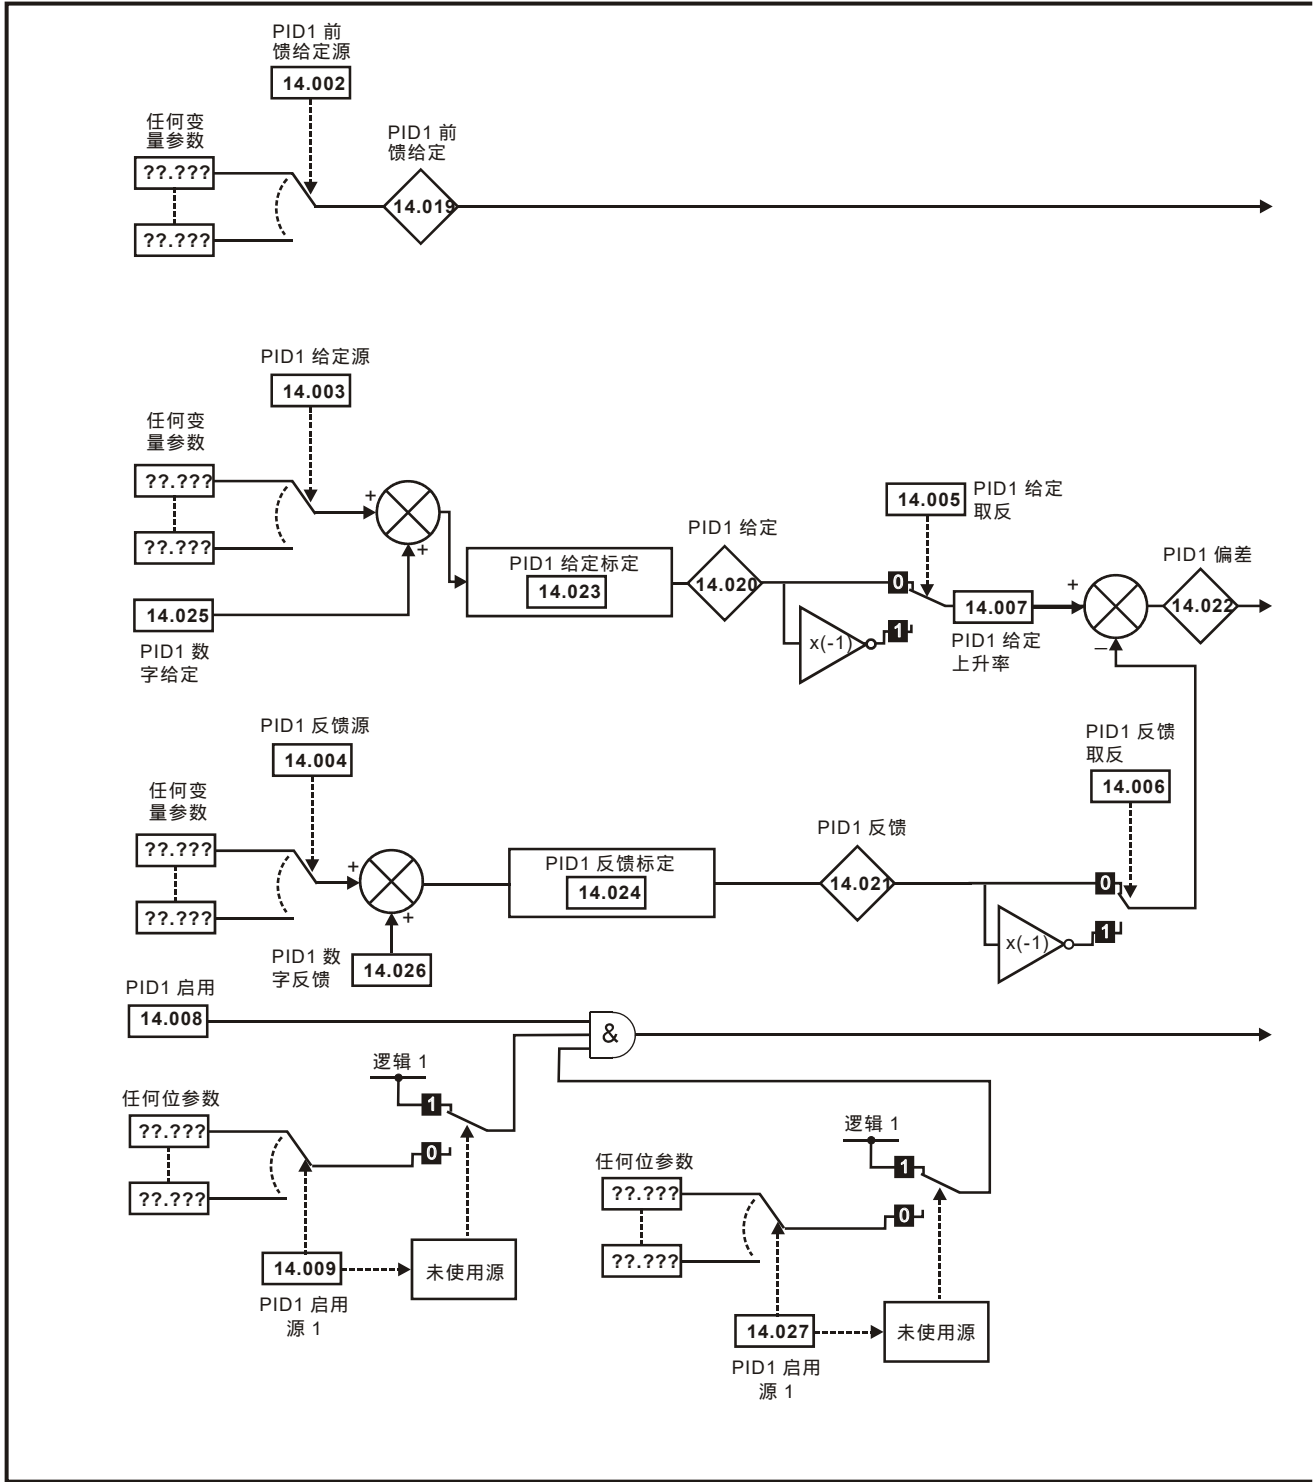 PID1 前
馈给定源
14.002
任何变
量参数
??.???
??.???
PID1 前
馈给定
14.019
PID1 给定源
14.003
任何变
量参数
??.???
??.???
+
+
14.025
PID1 数
字给定
PID1 给定标定
14.023
PID1 给定
14.020
14.005
PID1 给定
取反
0
1
x(-1)
14.007
PID1 给定
上升率
+
–
PID1 偏差
14.022
PID1 反馈源
14.004
任何变
量参数
??.???
??.???
+
+
PID1 数
字反馈
14.026
PID1 反馈标定
14.024
PID1 反馈
14.021
PID1 反馈
取反
14.006
0
1
x(-1)
PID1 启用
14.008
&
逻辑 1
1
0
任何位参数
??.???
??.???
14.009
PID1 启用
源 1
未使用源
逻辑 1
1
0
任何位参数
??.???
??.???
14.027
PID1 启用
源 1
未使用源